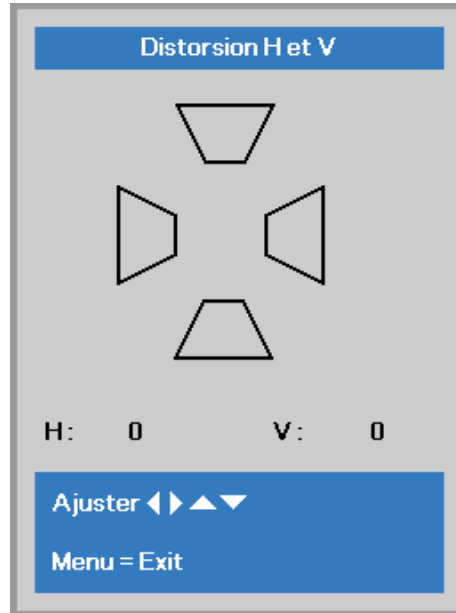 Distorsion H et V
H: 0 V: 0
Ajuster ◀ ▶ ▲ ▼
Menu = Exit